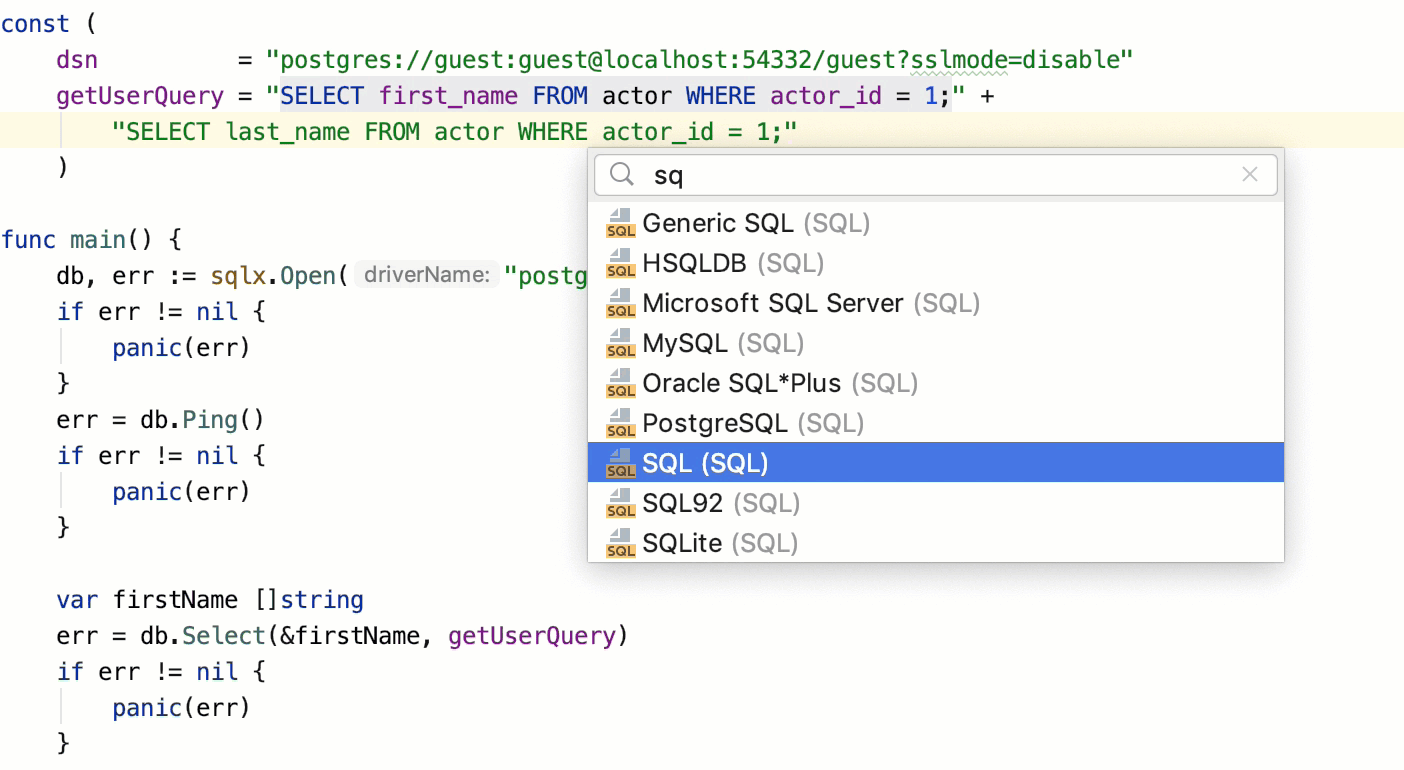 const (
    dsn          = "postgres://guest:guest@localhost:54332/guest?sslmode=disable"
    getUserQuery = "SELECT first_name FROM actor WHERE actor_id = 1;" +
        "SELECT last_name FROM actor WHERE actor_id = 1;"
    )
sq
SQL Generic SQL (SQL)
SQL HSQLDB (SQL)
SQL Microsoft SQL Server (SQL)
SQL MySQL (SQL)
SQL Oracle SQL*Plus (SQL)
SQL PostgreSQL (SQL)
SQL SQL (SQL)
SQL SQL92 (SQL)
SQL SQLite (SQL)
func main() {
    db, err := sqlx.Open( driverName: "postg
    if err != nil {
        panic(err)
    }
    err = db.Ping()
    if err != nil {
        panic(err)
    }
    var firstName []string
    err = db.Select(&firstName, getUserQuery)
    if err != nil {
        panic(err)
    }